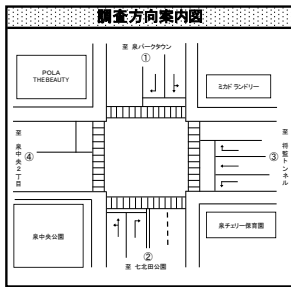 調査方向案内図
至 泉パークタウン
①
POLA
THE BEAUTY
ミカドランドリー
至 泉中央2丁目
④
至 将監トンネル
③
泉中央公園
泉チェリー保育園
②
至 七北田公園